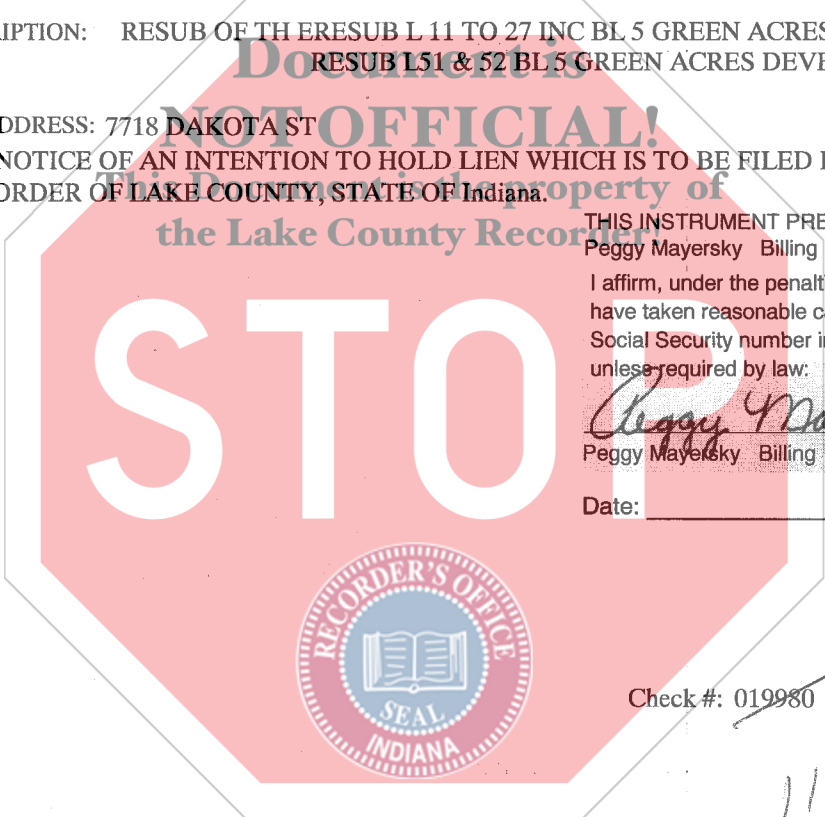 IPTION: RESUB OF TH ERESUB L 11 TO 27 INC BL 5 GREEN ACRES
RESUB L51 & 52 BL 5 GREEN ACRES DEVE
Document is
NOT OFFICIAL!
DDRESS: 7718 DAKOTA ST
NOTICE OF AN INTENTION TO HOLD LIEN WHICH IS TO BE FILED
ORDER OF LAKE COUNTY, STATE OF Indiana.
This Document is the property of
the Lake County Recorder!
THIS INSTRUMENT PRE
Peggy Mayersky Billing
I affirm, under the penalt
have taken reasonable c
Social Security number i
unless required by law:
Peggy Ma
Peggy Mayersky Billing
Date:
STOP
RECORDER'S OFFICE
SEAL
INDIANA
Check #: 019980